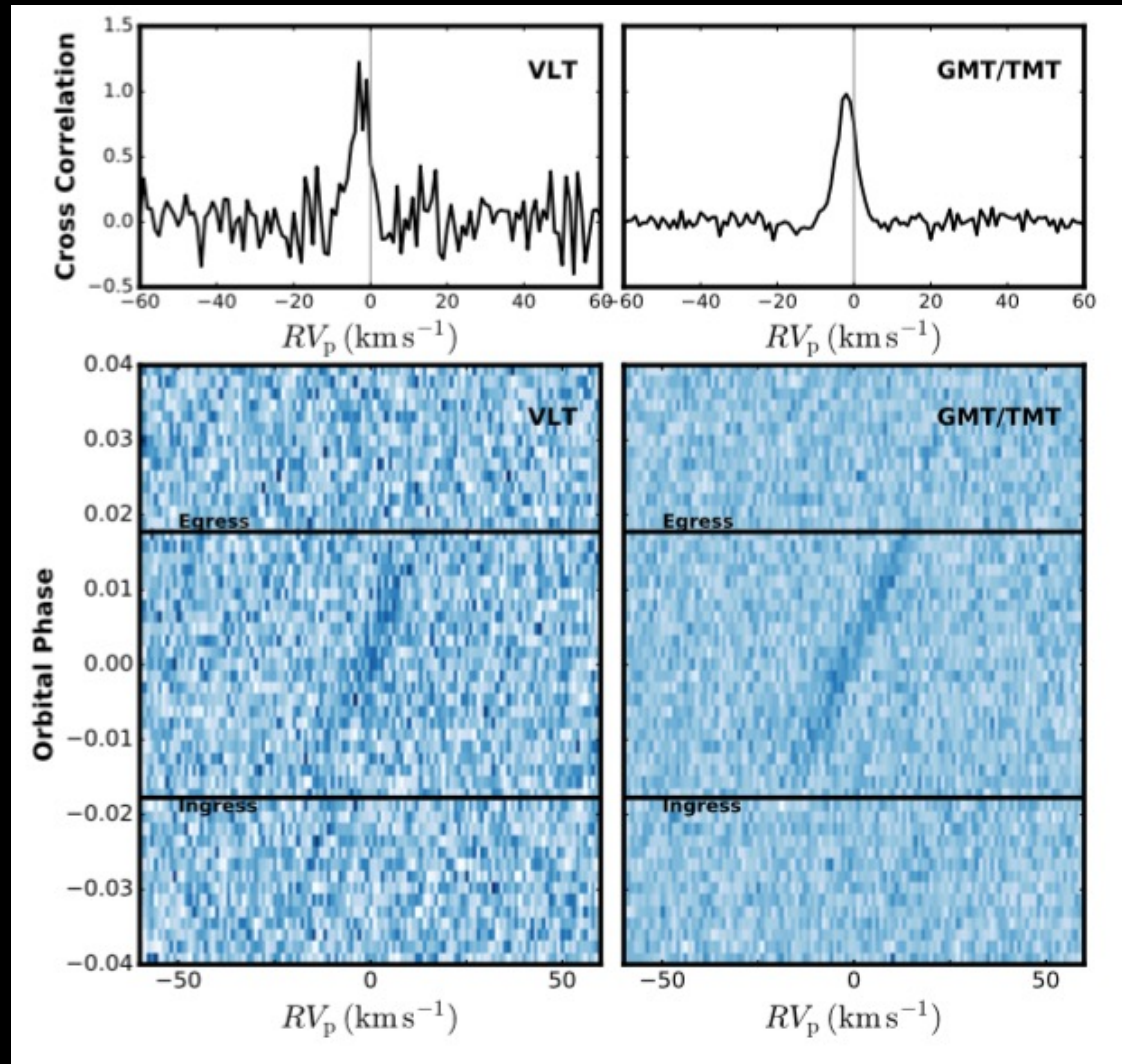 Cross Correlation
1.5
1.0
0.5
0.0
−0.5
VLT
−60 −40 −20 0 20 40 60
RVp (km s−1)
GMT/TMT
−60 −40 −20 0 20 40 60
RVp (km s−1)
Orbital Phase
0.04
0.03
0.02
0.01
0.00
−0.01
−0.02
−0.03
−0.04
VLT
Egress
Ingress
−50 0 50
RVp (km s−1)
GMT/TMT
Egress
Ingress
−50 0 50
RVp (km s−1)